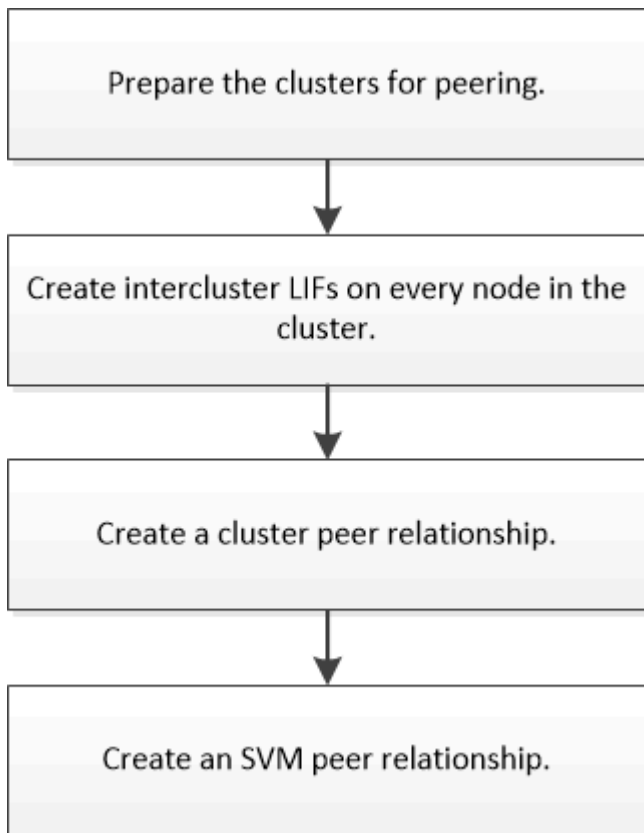 Prepare the clusters for peering.
Create intercluster LIFs on every node in the
cluster.
Create a cluster peer relationship.
Create an SVM peer relationship.